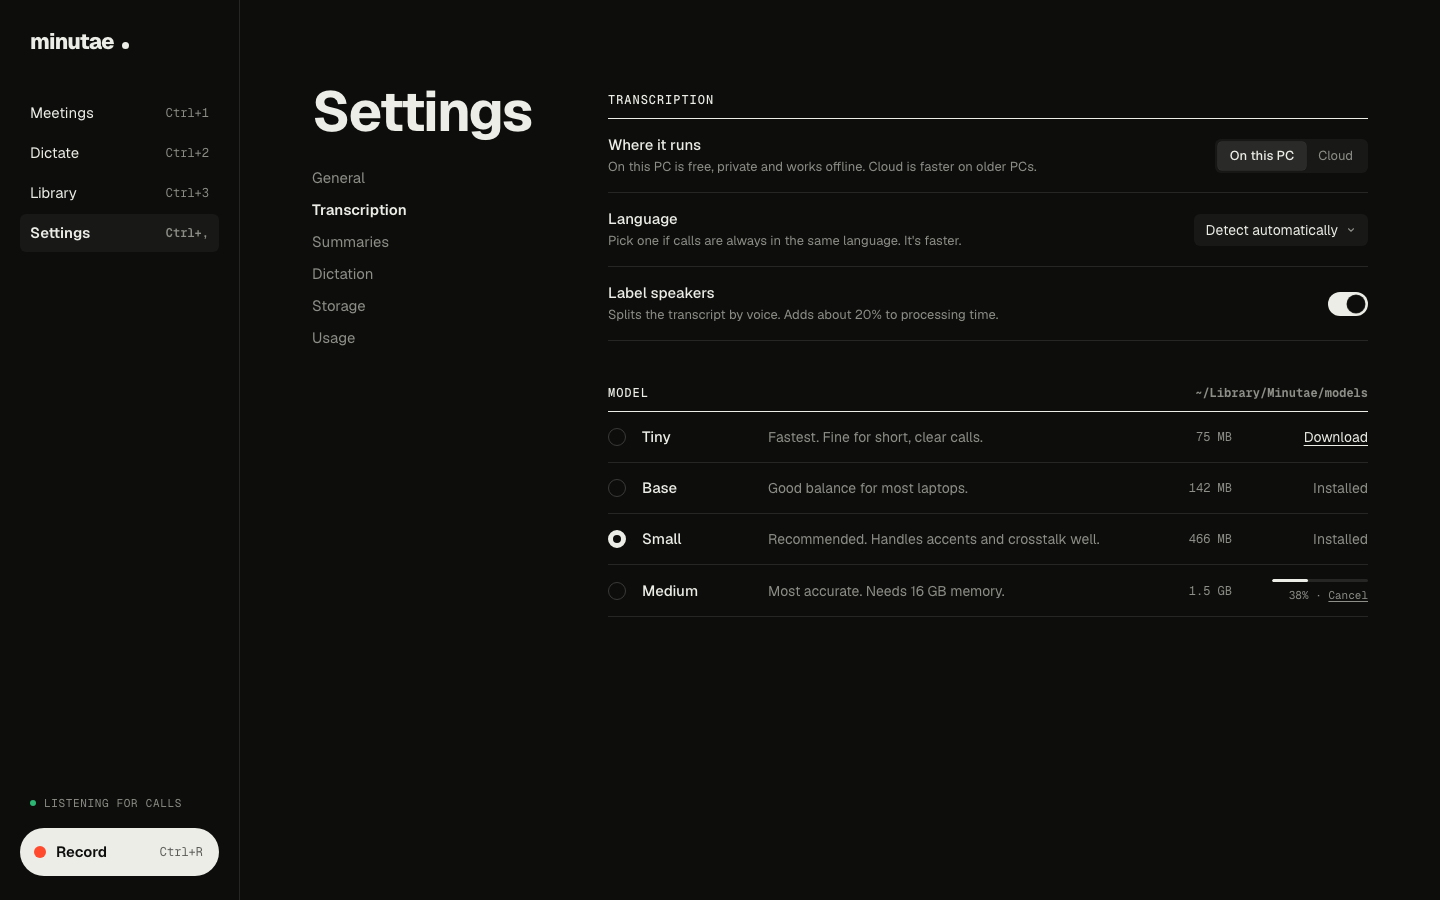 minutae
Meetings Ctrl+1
Dictate Ctrl+2
Library Ctrl+3
Settings Ctrl+,
LISTENING FOR CALLS
Record Ctrl+R
Settings
General
Transcription
Summaries
Dictation
Storage
Usage
TRANSCRIPTION
Where it runs
On this PC is free, private and works offline. Cloud is faster on older PCs.
On this PC Cloud
Language
Pick one if calls are always in the same language. It's faster.
Detect automatically
Label speakers
Splits the transcript by voice. Adds about 20% to processing time.
MODEL ~/Library/Minutae/models
Tiny Fastest. Fine for short, clear calls. 75 MB Download
Base Good balance for most laptops. 142 MB Installed
Small Recommended. Handles accents and crosstalk well. 466 MB Installed
Medium Most accurate. Needs 16 GB memory. 1.5 GB 38% · Cancel